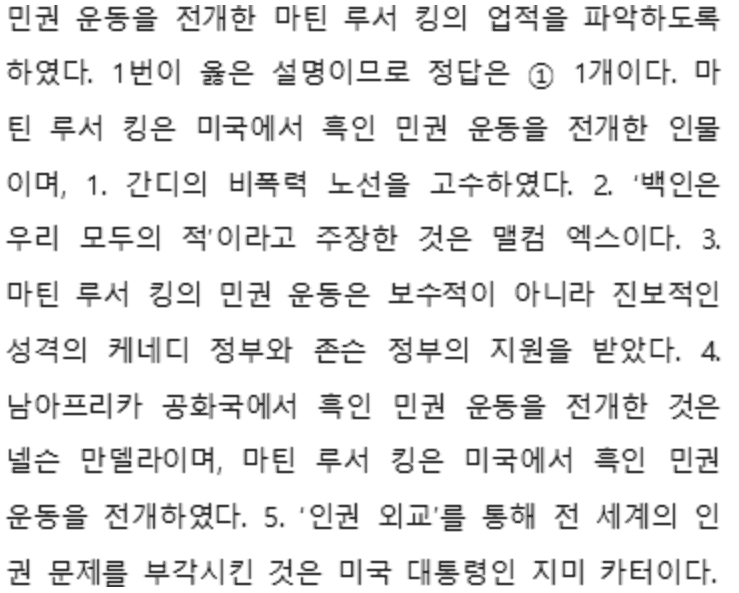 민권 운동을 전개한 마틴 루서 킹의 업적을 파악하도록
하였다. 1번이 옳은 설명이므로 정답은 ① 1개이다. 마
틴 루서 킹은 미국에서 흑인 민권 운동을 전개한 인물
이며, 1. 간디의 비폭력 노선을 고수하였다. 2. ‘백인은
우리 모두의 적’이라고 주장한 것은 맬컴 엑스이다. 3.
마틴 루서 킹의 민권 운동은 보수적이 아니라 진보적인
성격의 케네디 정부와 존슨 정부의 지원을 받았다. 4.
남아프리카 공화국에서 흑인 민권 운동을 전개한 것은
넬슨 만델라이며, 마틴 루서 킹은 미국에서 흑인 민권
운동을 전개하였다. 5. ‘인권 외교’를 통해 전 세계의 인
권 문제를 부각시킨 것은 미국 대통령인 지미 카터이다.